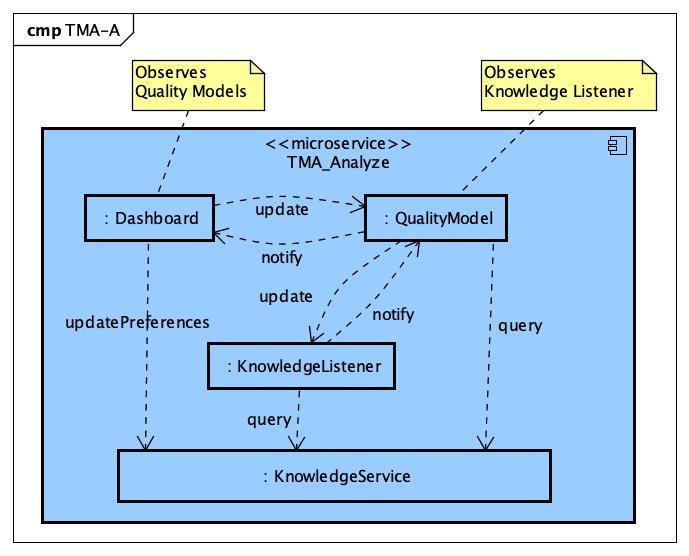 cmp TMA-A
Observes
Quality Models
Observes
Knowledge Listener
<<microservice>>
TMA_Analyze
: Dashboard
update
: QualityModel
notify
update
notify
updatePreferences
query
: KnowledgeListener
query
: KnowledgeService